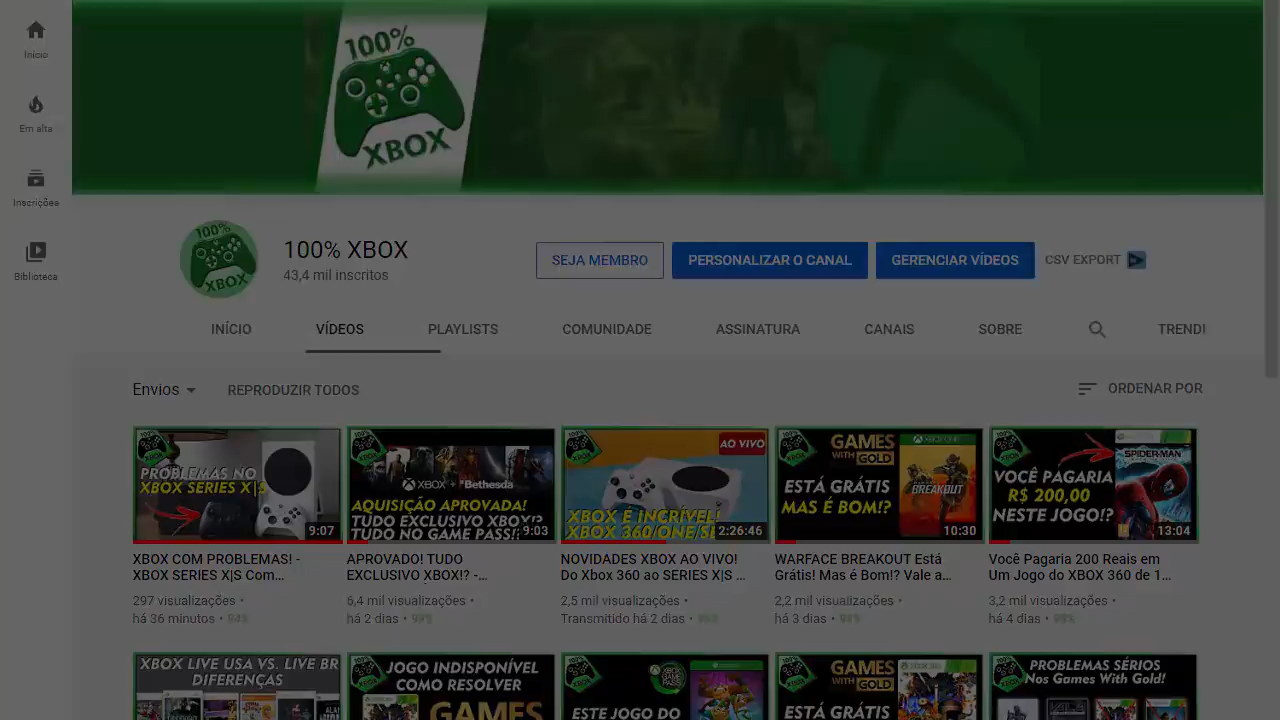 100%
XBOX
Início
Em alta
Inscrições
Biblioteca
100%
XBOX
100% XBOX
43,4 mil inscritos
SEJA MEMBRO
PERSONALIZAR O CANAL
GERENCIAR VÍDEOS
CSV EXPORT
INÍCIO VÍDEOS PLAYLISTS COMUNIDADE ASSINATURA CANAIS SOBRE TRENDI
Envios REPRODUZIR TODOS
ORDENAR POR
PROBLEMAS NO
XBOX SERIES X|S
9:07
XBOX COM PROBLEMAS! -
XBOX SERIES X|S Com...
297 visualizações •
há 36 minutos •
XBOX + Bethesda
AQUISIÇÃO APROVADA!
TUDO EXCLUSIVO XBOX!?
NO GAME PASS!?
9:03
APROVADO! TUDO
EXCLUSIVO XBOX!? -...
6,4 mil visualizações •
há 2 dias • 99%
AO VIVO
XBOX É INCRÍVEL!
XBOX 360/ONE/SE
2:26:46
NOVIDADES XBOX AO VIVO!
Do Xbox 360 ao SERIES X|S ...
2,5 mil visualizações •
Transmitido há 2 dias •
GAMES
WITH GOLD
XBOX ONE
ESTÁ GRÁTIS
MAS É BOM!?
BREAKOUT
10:30
WARFACE BREAKOUT Está
Grátis! Mas é Bom!? Vale a...
2,2 mil visualizações •
há 3 dias •
VOCÊ PAGARIA
R$ 200,00
NESTE JOGO!?
SPIDER-MAN
13:04
Você Pagaria 200 Reais em
Um Jogo do XBOX 360 de 1...
3,2 mil visualizações •
há 4 dias •
XBOX LIVE USA VS. LIVE BR
DIFERENÇAS
JOGO INDISPONÍVEL
COMO RESOLVER
GAMES
XBOX GAME PASS
ESTE JOGO DO
GAMES
WITH GOLD
ESTÁ GRÁTIS
PROBLEMAS SÉRIOS
Nos Games With Gold!